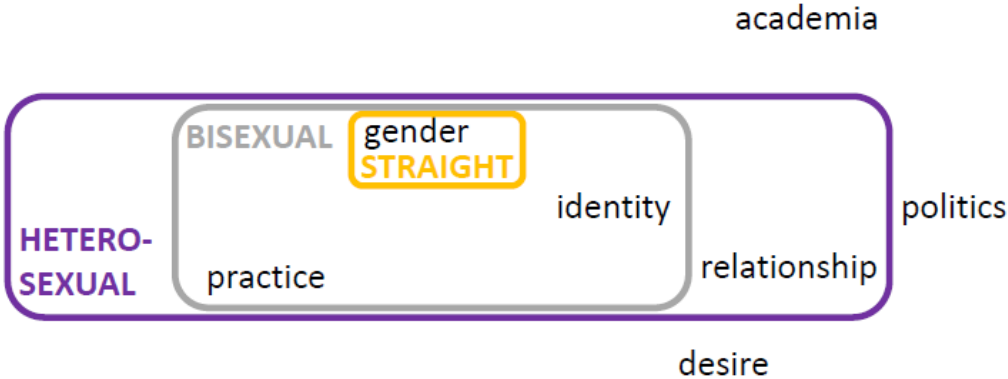 academia
BISEXUAL
gender
STRAIGHT
identity
politics
HETERO-
SEXUAL
practice
relationship
desire